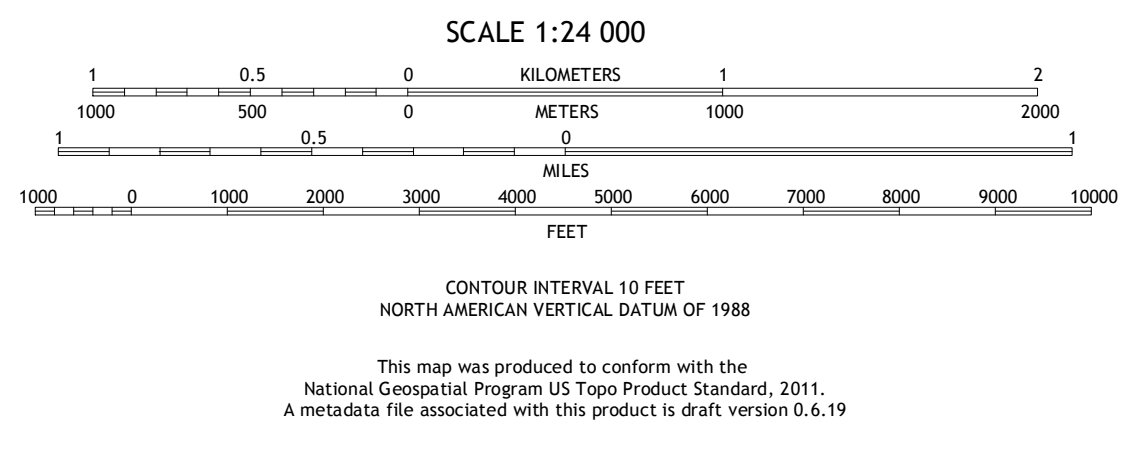 SCALE 1:24 000
1 0.5 0 KILOMETERS 1 2
1000 500 0 METERS 1000 2000
1 0.5 0 1
MILES
1000 0 1000 2000 3000 4000 5000 6000 7000 8000 9000 10000
FEET
CONTOUR INTERVAL 10 FEET
NORTH AMERICAN VERTICAL DATUM OF 1988
This map was produced to conform with the
National Geospatial Program US Topo Product Standard, 2011.
A metadata file associated with this product is draft version 0.6.19